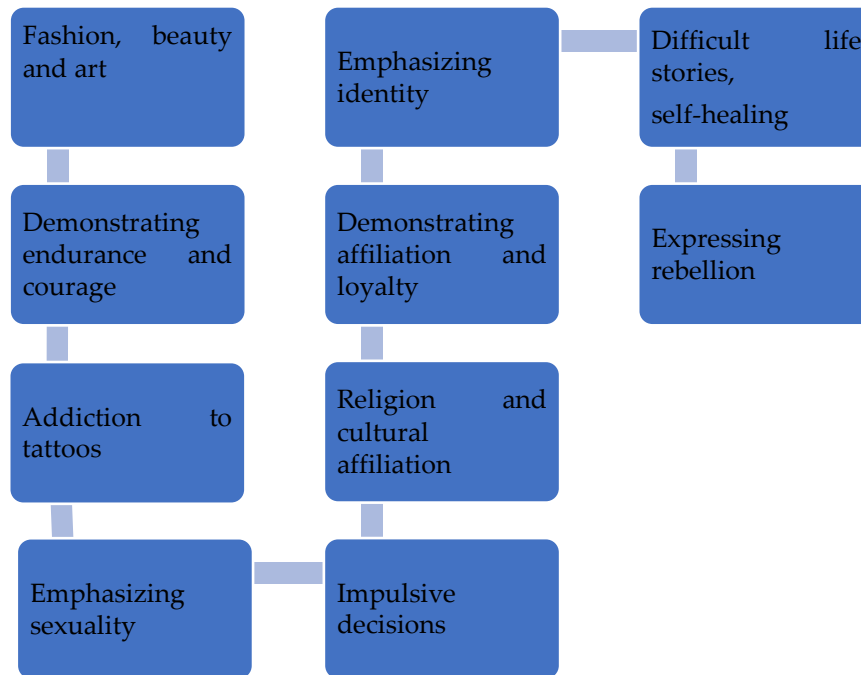 Fashion, beauty
and art
Demonstrating
endurance and
courage
Addiction to
tattoos
Emphasizing
sexuality
Impulsive
decisions
Religion and
cultural
affiliation
Demonstrating
affiliation and
loyalty
Emphasizing
identity
Difficult life
stories,
self-healing
Expressing
rebellion